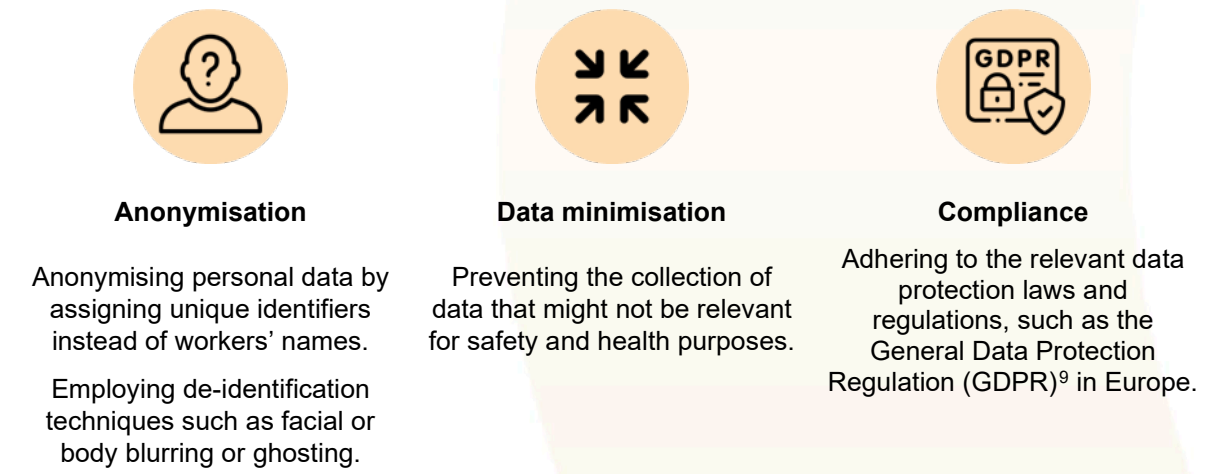 ?
Anonymisation
Anonymising personal data by
assigning unique identifiers
instead of workers’ names.
Employing de-identification
techniques such as facial or
body blurring or ghosting.
Data minimisation
Preventing the collection of
data that might not be relevant
for safety and health purposes.
GDPR
Compliance
Adhering to the relevant data
protection laws and
regulations, such as the
General Data Protection
Regulation (GDPR)⁹ in Europe.